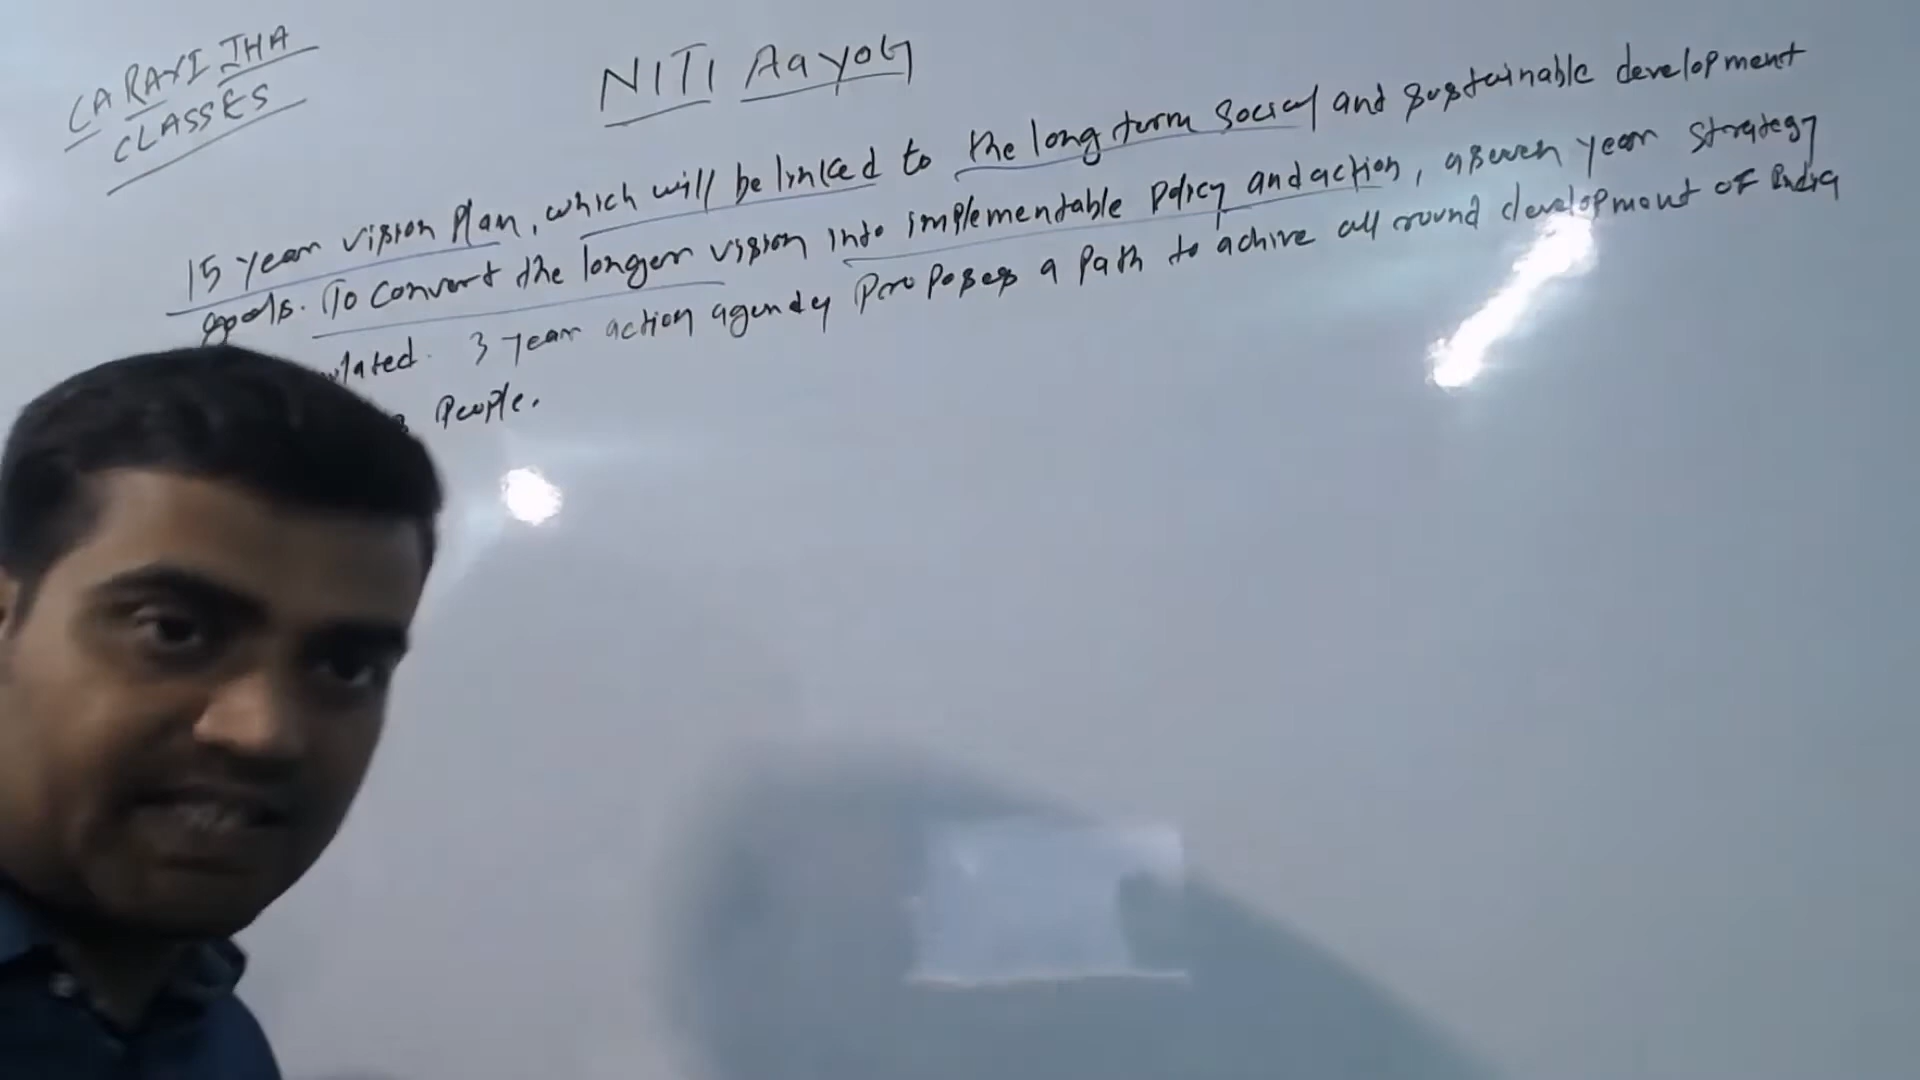 CA RAVI JHA
CLASSES
NITI Aayog
15 year vision plan, which will be linked to the long term social and sustainable development
goals. To convert the longer vision into implementable policy and action, a seven year strategy
3 year action agenda proposes a path to achive all round development of India
people.